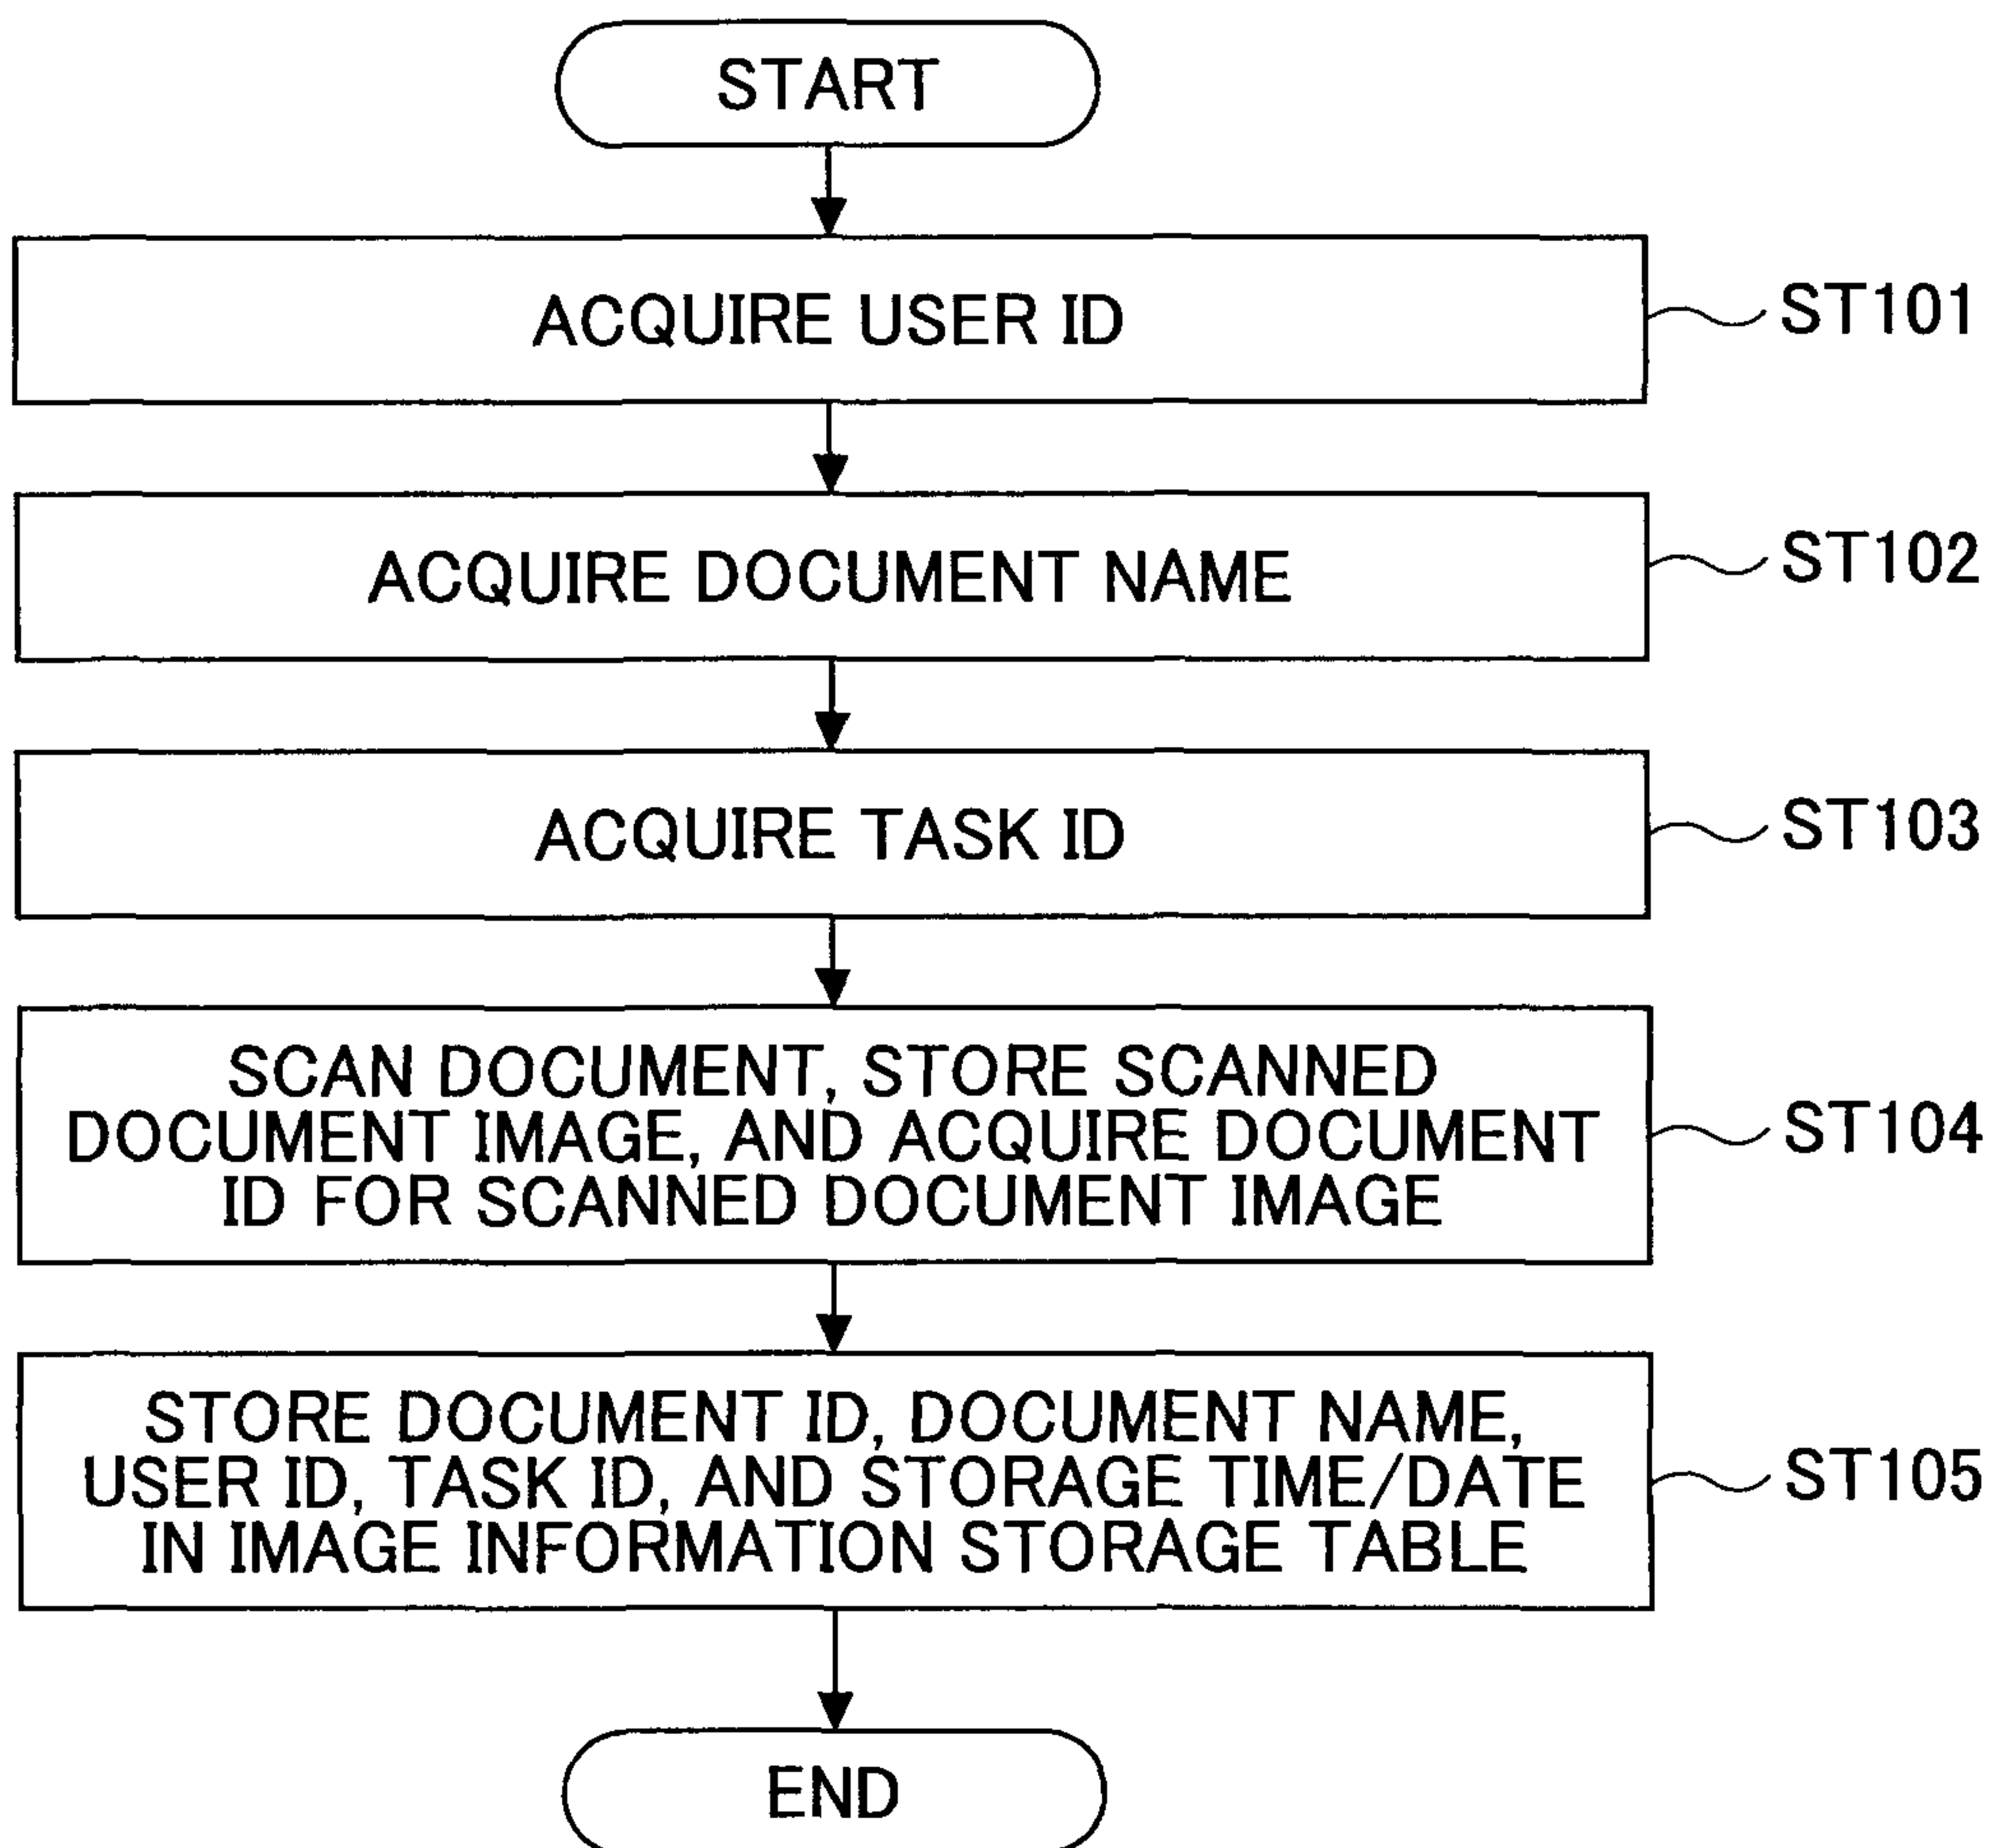 START
ACQUIRE USER ID
ST101
ACQUIRE DOCUMENT NAME
ST102
ACQUIRE TASK ID
ST103
SCAN DOCUMENT, STORE SCANNED
DOCUMENT IMAGE, AND ACQUIRE DOCUMENT
ID FOR SCANNED DOCUMENT IMAGE
ST104
STORE DOCUMENT ID, DOCUMENT NAME,
USER ID, TASK ID, AND STORAGE TIME/DATE
IN IMAGE INFORMATION STORAGE TABLE
ST105
END